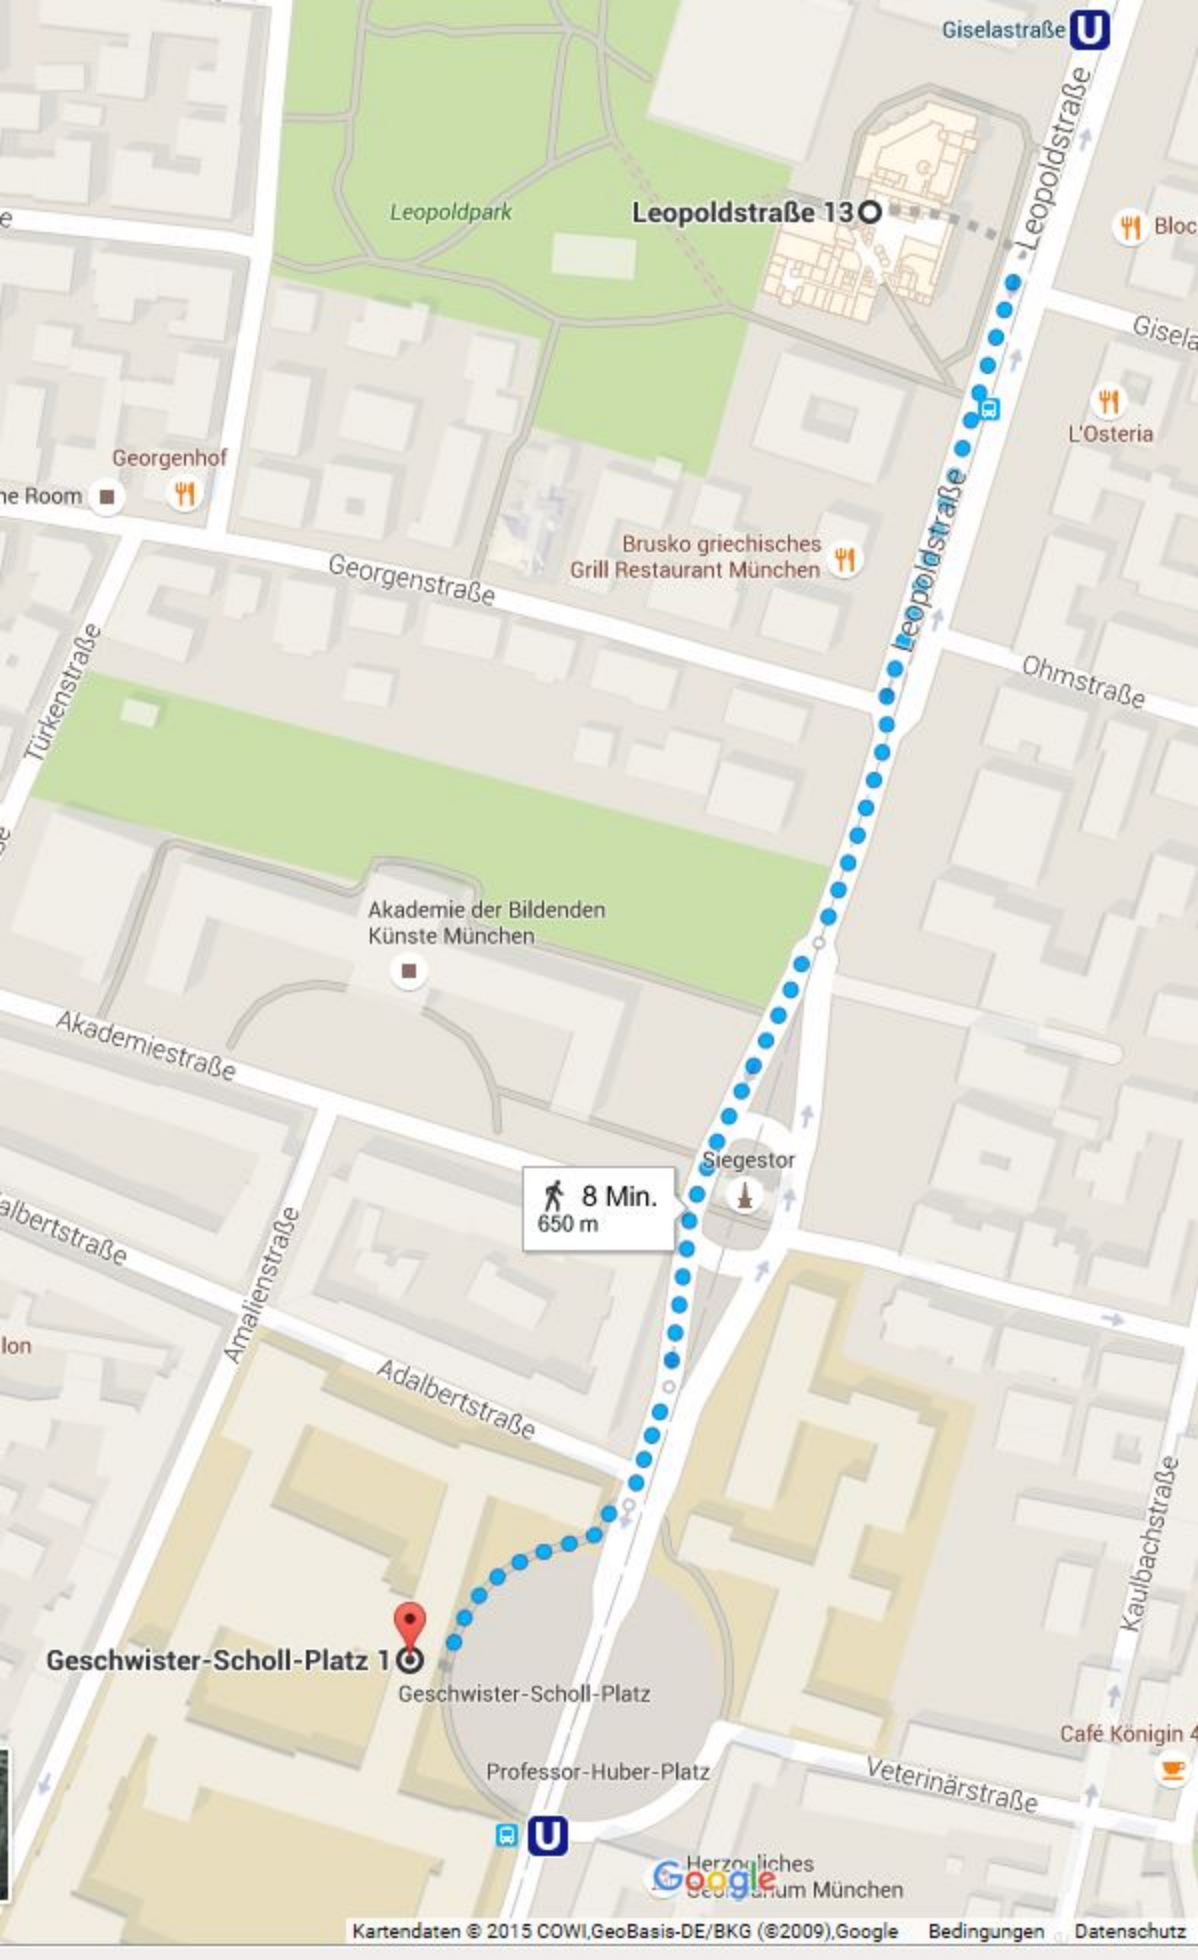 Giselastraße
Leopoldstraße
Leopoldpark
Leopoldstraße 13
Bloc
Gisela
L'Osteria
Georgenhof
ne Room
Brusko griechisches
Grill Restaurant München
Georgenstraße
Leopoldstraße
Ohmstraße
Türkenstraße
Akademie der Bildenden
Künste München
Akademiestraße
Siegestor
8 Min.
650 m
albertstraße
Amalienstraße
lon
Adalbertstraße
Kaulbachstraße
Geschwister-Scholl-Platz 1
Geschwister-Scholl-Platz
Café Königin 4
Professor-Huber-Platz
Veterinärstraße
Herzogliches
München
Google
Kartendaten © 2015 COWI,GeoBasis-DE/BKG (©2009),Google Bedingungen Datenschutz